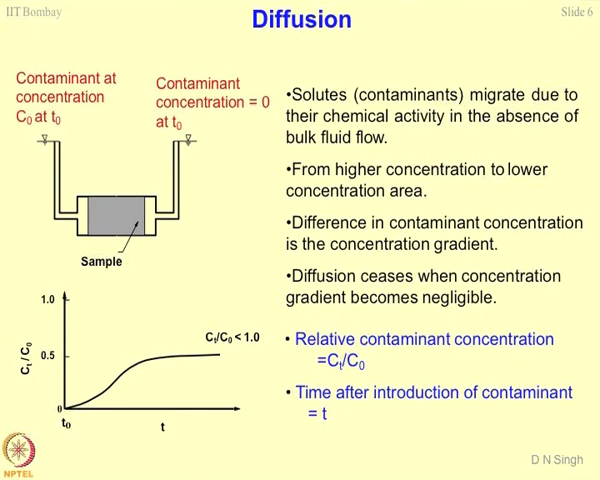 IIT Bombay
Diffusion
Slide 6
Contaminant at
concentration
C₀ at t₀
Contaminant
concentration = 0
at t₀
Sample
1.0
0.5
0
Cₜ / C₀
Cₜ/C₀ < 1.0
t₀
t
•Solutes (contaminants) migrate due to
their chemical activity in the absence of
bulk fluid flow.
•From higher concentration to lower
concentration area.
•Difference in contaminant concentration
is the concentration gradient.
•Diffusion ceases when concentration
gradient becomes negligible.
• Relative contaminant concentration
=Cₜ/C₀
• Time after introduction of contaminant
= t
NPTEL
D N Singh